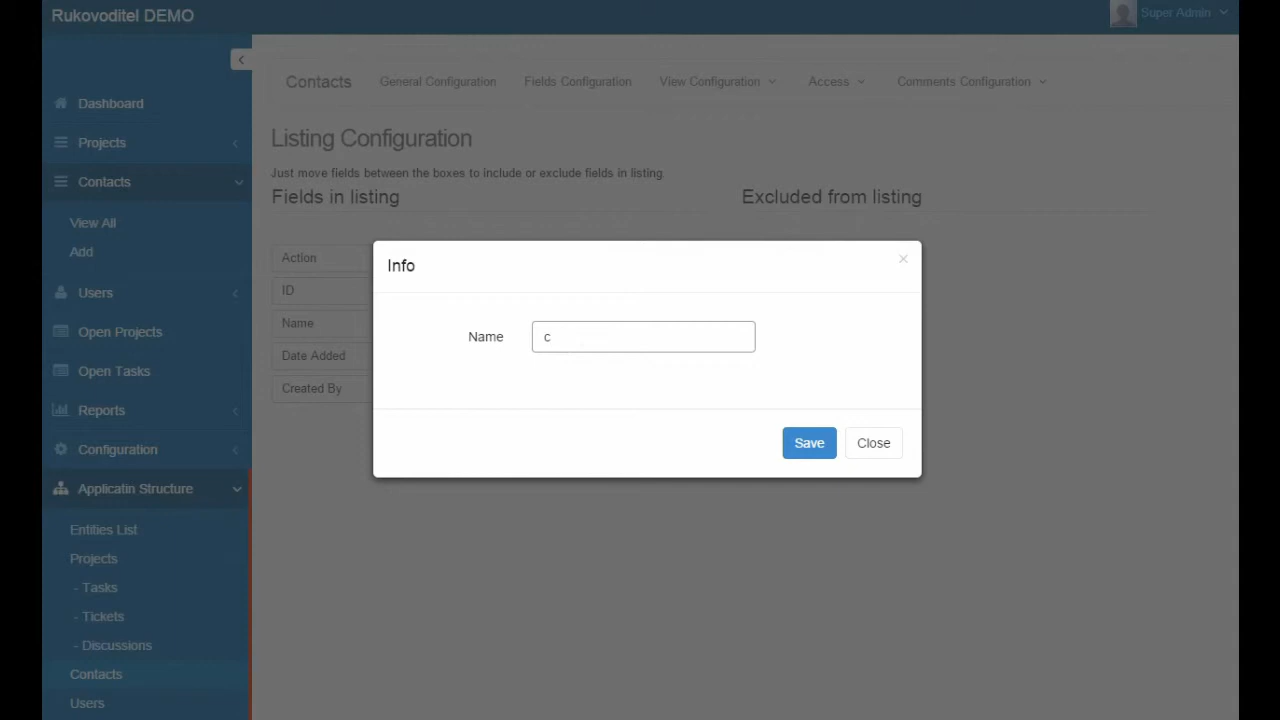 Rukovoditel DEMO
Super Admin
Contacts General Configuration Fields Configuration View Configuration Access Comments Configuration
Dashboard
Projects
Contacts
View All
Add
Users
Open Projects
Open Tasks
Reports
Configuration
Applicatin Structure
Entities List
Projects
- Tasks
- Tickets
- Discussions
Contacts
Users
Listing Configuration
Just move fields between the boxes to include or exclude fields in listing.
Fields in listing
Excluded from listing
Action
ID
Name
Date Added
Created By
Info
×
Name c
Save Close